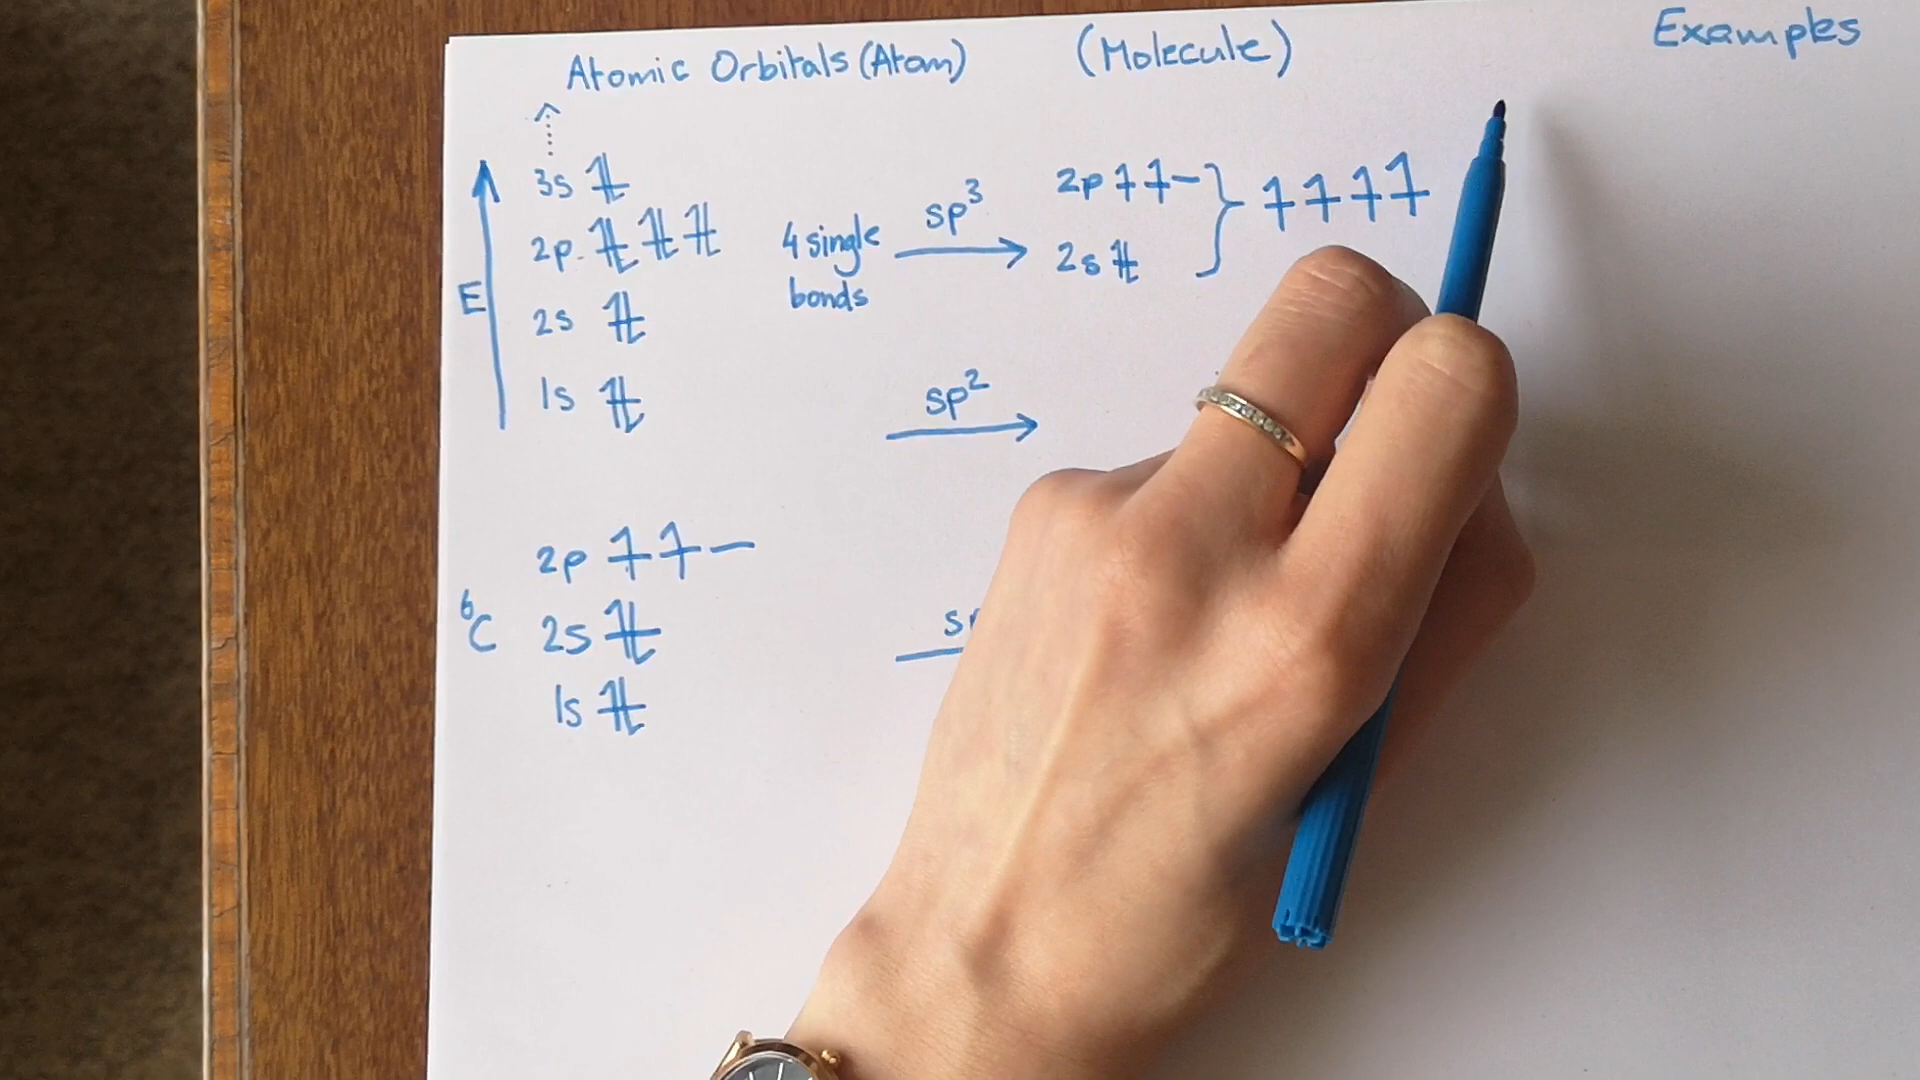 Atomic Orbitals (Atom) (Molecule) Examples
3s ⥮
2p ⥮ ⥮ ⥮
2s ⥮
1s ⥮
E
4 single
bonds
sp³
2p ↿ ↿ – } ↿ ↿ ↿ ↿
2s ⥮
sp²
2p ↿ ↿ –
⁶C 2s ⥮
1s ⥮